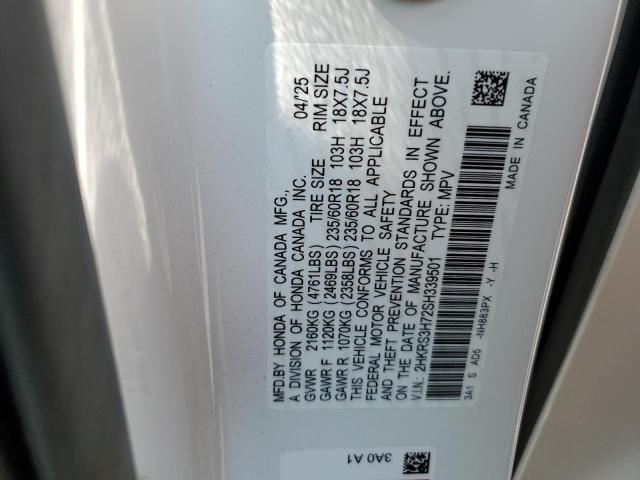 MFD.BY HONDA OF CANADA MFG., 04/'25
A DIVISION OF HONDA CANADA INC.
GVWR 2160KG (4761LBS) TIRE SIZE RIM SIZE
GAWR F 1120KG (2469LBS) 235/60R18 103H 18X7.5J
GAWR R 1070KG (2358LBS) 235/60R18 103H 18X7.5J
THIS VEHICLE CONFORMS TO ALL APPLICABLE
FEDERAL MOTOR VEHICLE SAFETY
AND THEFT PREVENTION STANDARDS IN EFFECT
ON THE DATE OF MANUFACTURE SHOWN ABOVE.
V.I.N: 2HKRS3H72SH339501 TYPE: MPV
3A1 S AD5 -NH883PX -Y -H
MADE IN CANADA
3A0 A1